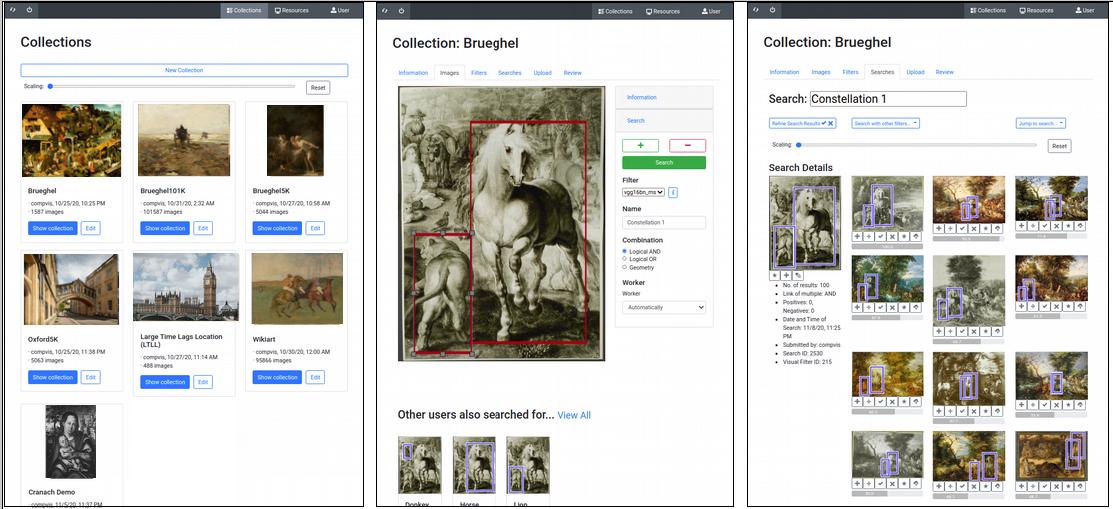 Collections Resources User
Collections
New Collection
Scaling: Reset
Brueghel
· compvis, 10/25/20, 10:25 PM
· 1587 images
Show collection Edit
Brueghel101K
· compvis, 10/31/20, 2:32 AM
· 101587 images
Show collection Edit
Brueghel5K
· compvis, 10/27/20, 10:58 AM
· 5044 images
Show collection Edit
Oxford5K
· compvis, 10/25/20, 11:38 PM
· 5063 images
Show collection Edit
Large Time Lags Location
(LTLL)
· compvis, 10/27/20, 11:14 AM
· 488 images
Show collection Edit
Wikiart
· compvis, 10/30/20, 12:00 AM
· 95866 images
Show collection Edit
Cranach Demo
· compvis, 11/5/20, 11:37 PM
Collections Resources User
Collection: Brueghel
Information Images Filters Searches Upload Review
Information
Search
Search
Filter
vgg16bn_ms
Name
Constellation 1
Combination
Logical AND
Logical OR
Geometry
Worker
Worker
Automatically
Other users also searched for... View All
Donkey Horse Lion
Collections Resources User
Collection: Brueghel
Information Images Filters Searches Upload Review
Search: Constellation 1
Refine Search Results Search with other filters... Jump to search...
Scaling: Reset
Search Details
No. of results: 100
Link of multiple: AND
Positives: 0,
Negatives: 0
Date and Time of
Search: 11/8/20, 11:25
PM
Submitted by: compvis
Search ID: 2530
Visual Filter ID: 215